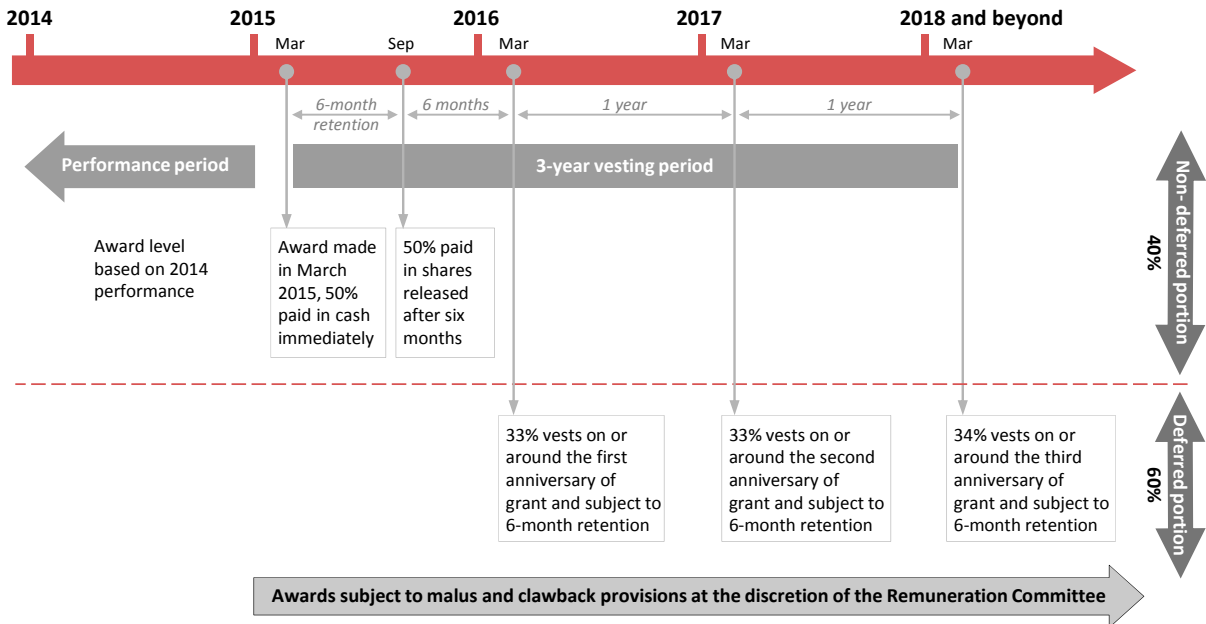 2014
2015
2016
2017
2018 and beyond
Mar
Sep
Mar
Mar
Mar
6-month
retention
6 months
1 year
1 year
Performance period
3-year vesting period
Non- deferred portion
40%
Award level
based on 2014
performance
Award made
in March
2015, 50%
paid in cash
immediately
50% paid
in shares
released
after six
months
33% vests on or
around the first
anniversary of
grant and subject to
6-month retention
33% vests on or
around the second
anniversary of
grant and subject to
6-month retention
34% vests on or
around the third
anniversary of
grant and subject to
6-month retention
Deferred portion
60%
Awards subject to malus and clawback provisions at the discretion of the Remuneration Committee